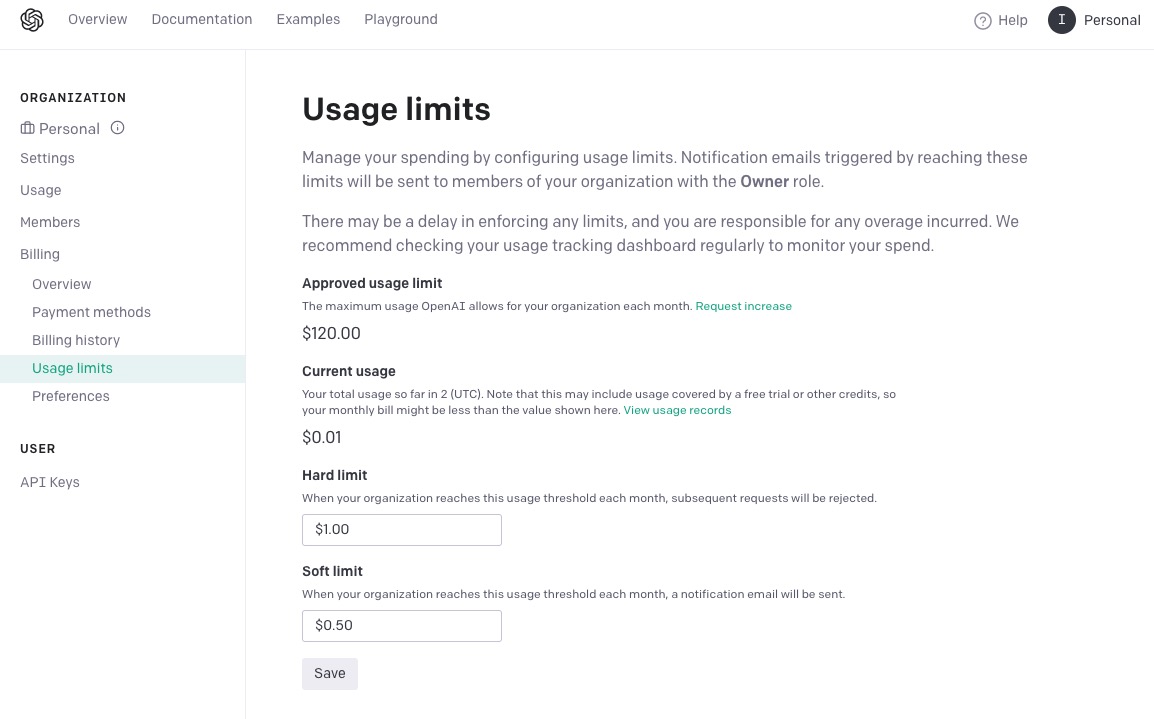 Overview Documentation Examples Playground
Help I Personal
ORGANIZATION
Personal
Settings
Usage
Members
Billing
Overview
Payment methods
Billing history
Usage limits
Preferences
USER
API Keys
Usage limits
Manage your spending by configuring usage limits. Notification emails triggered by reaching these
limits will be sent to members of your organization with the Owner role.
There may be a delay in enforcing any limits, and you are responsible for any overage incurred. We
recommend checking your usage tracking dashboard regularly to monitor your spend.
Approved usage limit
The maximum usage OpenAI allows for your organization each month. Request increase
$120.00
Current usage
Your total usage so far in 2 (UTC). Note that this may include usage covered by a free trial or other credits, so
your monthly bill might be less than the value shown here. View usage records
$0.01
Hard limit
When your organization reaches this usage threshold each month, subsequent requests will be rejected.
$1.00
Soft limit
When your organization reaches this usage threshold each month, a notification email will be sent.
$0.50
Save